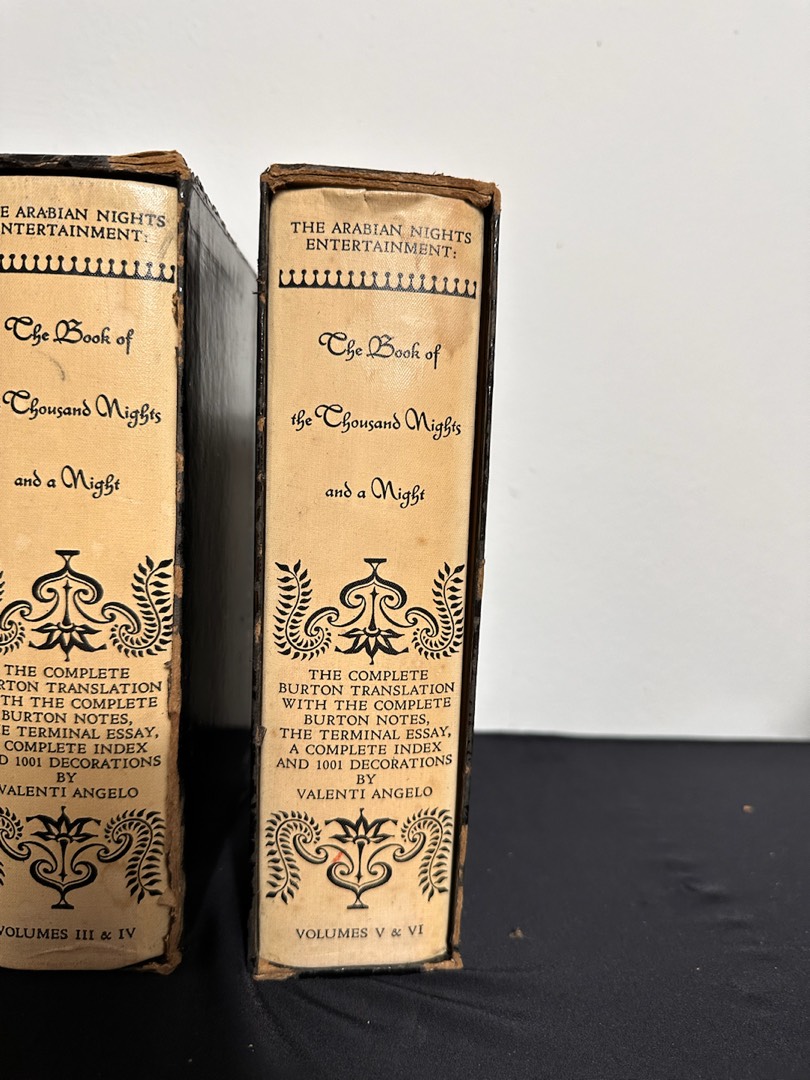 ARABIAN NIGHTS
ENTERTAINMENT:
The Book of
Thousand Nights
and a Night
THE COMPLETE
TRANSLATION
THE COMPLETE
BURTON NOTES,
TERMINAL ESSAY,
COMPLETE INDEX
1001 DECORATIONS
BY
VALENTI ANGELO
VOLUMES III & IV
THE ARABIAN NIGHTS
ENTERTAINMENT:
The Book of
the Thousand Nights
and a Night
THE COMPLETE
BURTON TRANSLATION
WITH THE COMPLETE
BURTON NOTES,
THE TERMINAL ESSAY,
A COMPLETE INDEX
AND 1001 DECORATIONS
BY
VALENTI ANGELO
VOLUMES V & VI